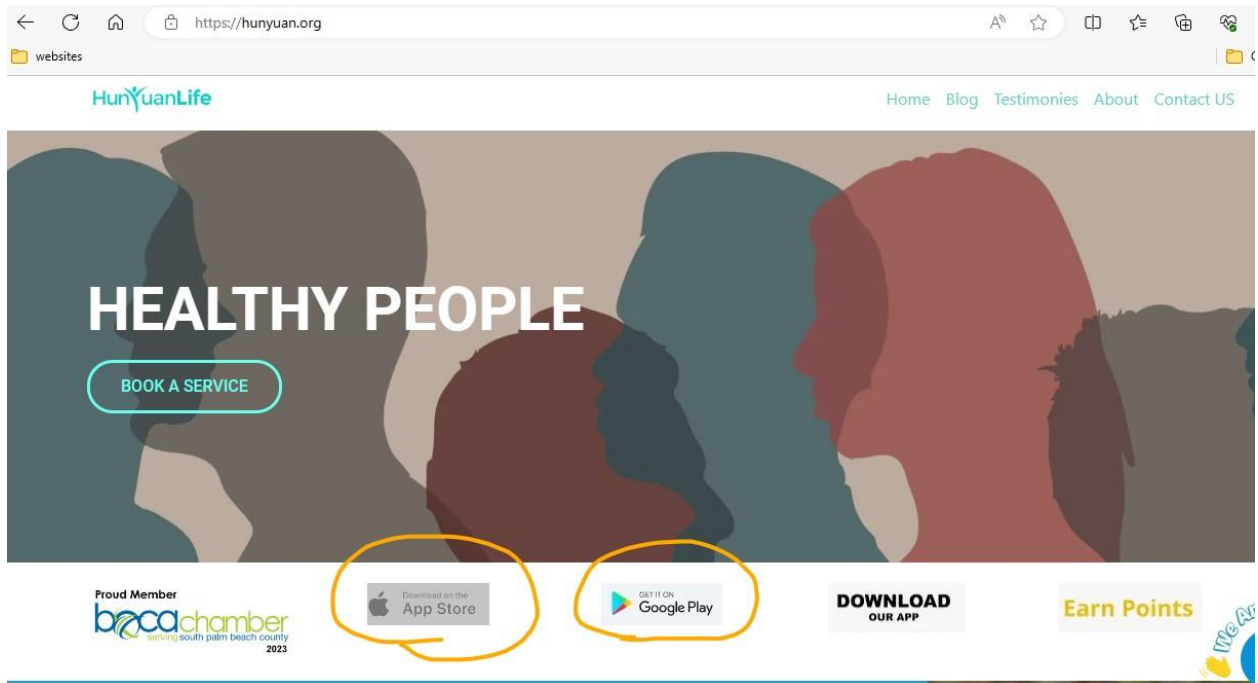 https://hunyuan.org
websites
HunYuanLife
Home Blog Testimonies About Contact US
HEALTHY PEOPLE
BOOK A SERVICE
Proud Member
bocachamber
serving south palm beach county
2023
Download on the
App Store
GET IT ON
Google Play
DOWNLOAD
OUR APP
Earn Points
We Ar